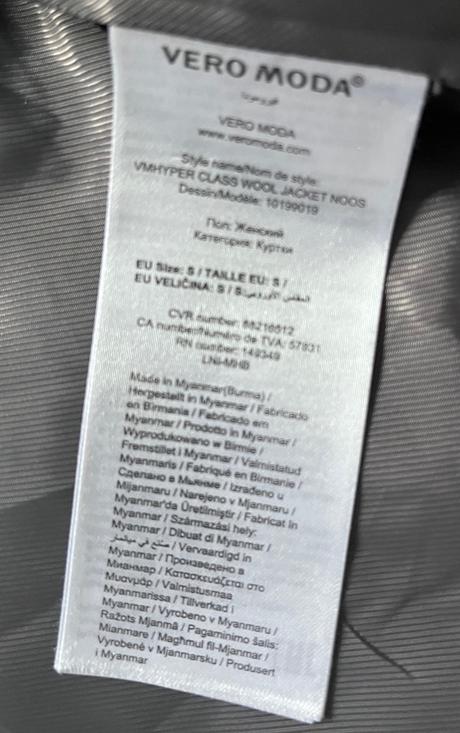 VERO MODA®
فيرومودا
VERO MODA
www.veromoda.com
Style name/Nom de style:
VMHYPER CLASS WOOL JACKET NOOS
Dessin/Modèle: 10199019
Пол: Женский
Категория: Куртки
EU Size: S / TAILLE EU: S /
EU VELIČINA: S / S: المقاس الأوروبي
CVR number: 88216512
CA number/Numéro de TVA: 57831
RN number: 149349
LNI-MHB
Made in Myanmar(Burma) /
Hergestellt in Myanmar / Fabricado
en Birmania / Fabricado em
Myanmar / Prodotto in Myanmar /
Wyprodukowano w Birmie /
Fremstillet i Myanmar / Valmistatud
Myanmaris / Fabriqué en Birmanie /
Сделано в Мьянме / Izrađeno u
Mijanmaru / Narejeno v Mjanmaru /
Myanmar'da Üretilmiştir / Fabricat în
Myanmar / Származási hely:
Myanmar / Dibuat di Myanmar /
صنع في ميانمار / Vervaardigd in
Myanmar / Произведено в
Мианмар / Κατασκευάζεται στο
Μυανμάρ / Valmistusmaa
Myanmarissa / Tillverkad i
Myanmar / Vyrobeno v Myanmaru /
Ražots Mjanmā / Pagaminimo šalis:
Mianmare / Magħmul fil-Mjanmar /
Vyrobené v Mjanmarsku / Produsert
i Myanmar